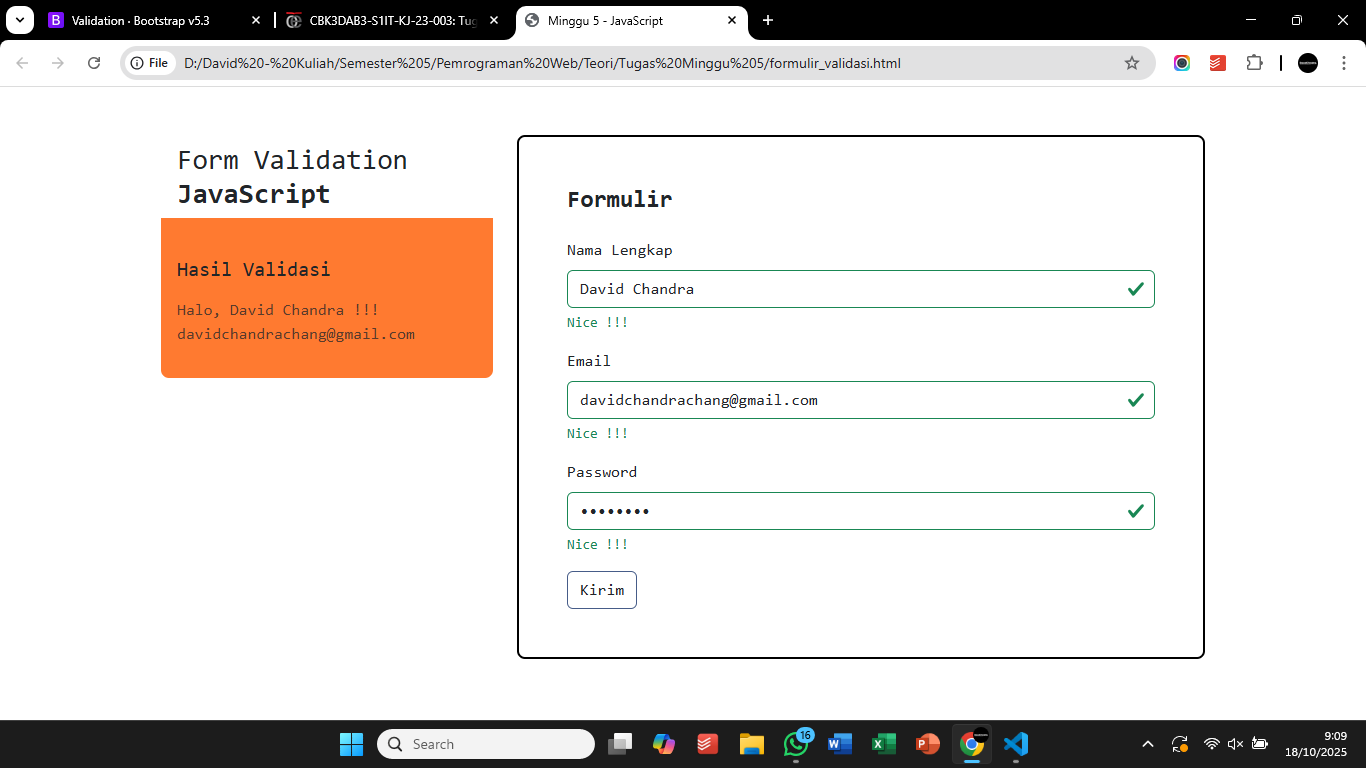 Validation · Bootstrap v5.3
CBK3DAB3-S1IT-KJ-23-003: Tug
Minggu 5 - JavaScript
File
D:/David%20-%20Kuliah/Semester%205/Pemrograman%20Web/Teori/Tugas%20Minggu%205/formulir_validasi.html
Form Validation
JavaScript
Hasil Validasi
Halo, David Chandra !!!
davidchandrachang@gmail.com
Formulir
Nama Lengkap
David Chandra
Nice !!!
Email
davidchandrachang@gmail.com
Nice !!!
Password
••••••••
Nice !!!
Kirim
Search
16
9:09
18/10/2025